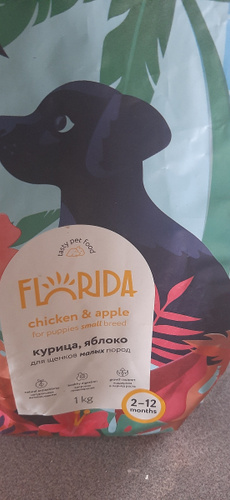 tasty pet food
FLORIDA
chicken & apple
for puppies small breed
курица, яблоко
для щенков малых пород
1 kg
2–12
months